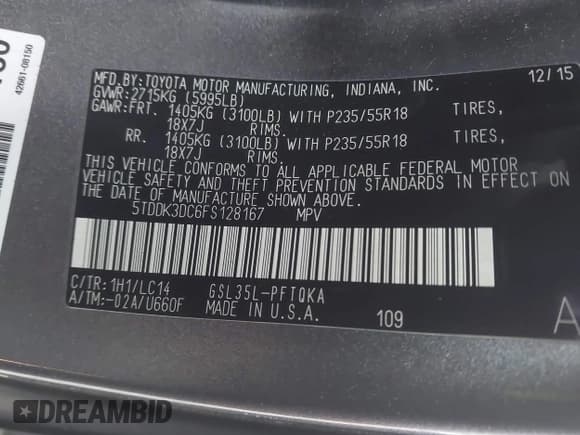 42661-08150
MFD.BY:TOYOTA MOTOR MANUFACTURING, INDIANA, INC. 12/15
GVWR:2715KG (5995LB)
GAWR:FRT. 1405KG (3100LB) WITH P235/55R18 TIRES,
18X7J RIMS.
RR. 1405KG (3100LB) WITH P235/55R18 TIRES,
18X7J RIMS.
THIS VEHICLE CONFORMS TO ALL APPLICABLE FEDERAL MOTOR
VEHICLE SAFETY AND THEFT PREVENTION STANDARDS IN EFFECT ON
THE DATE OF MANUFACTURE SHOWN ABOVE.
5TDDK3DC6FS128167 MPV
C/TR:1H1/LC14 GSL35L-PFTQKA
A/TM:-02A/U660F MADE IN U.S.A. 109 A
DREAMBID